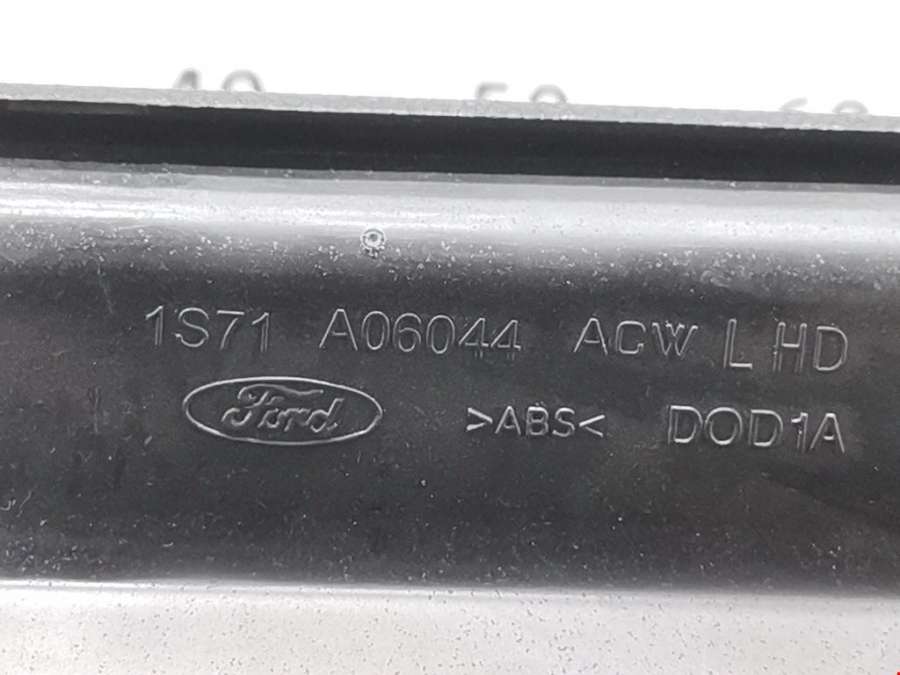 1S71 A06044 ACW LHD
Ford >ABS< DOD1A